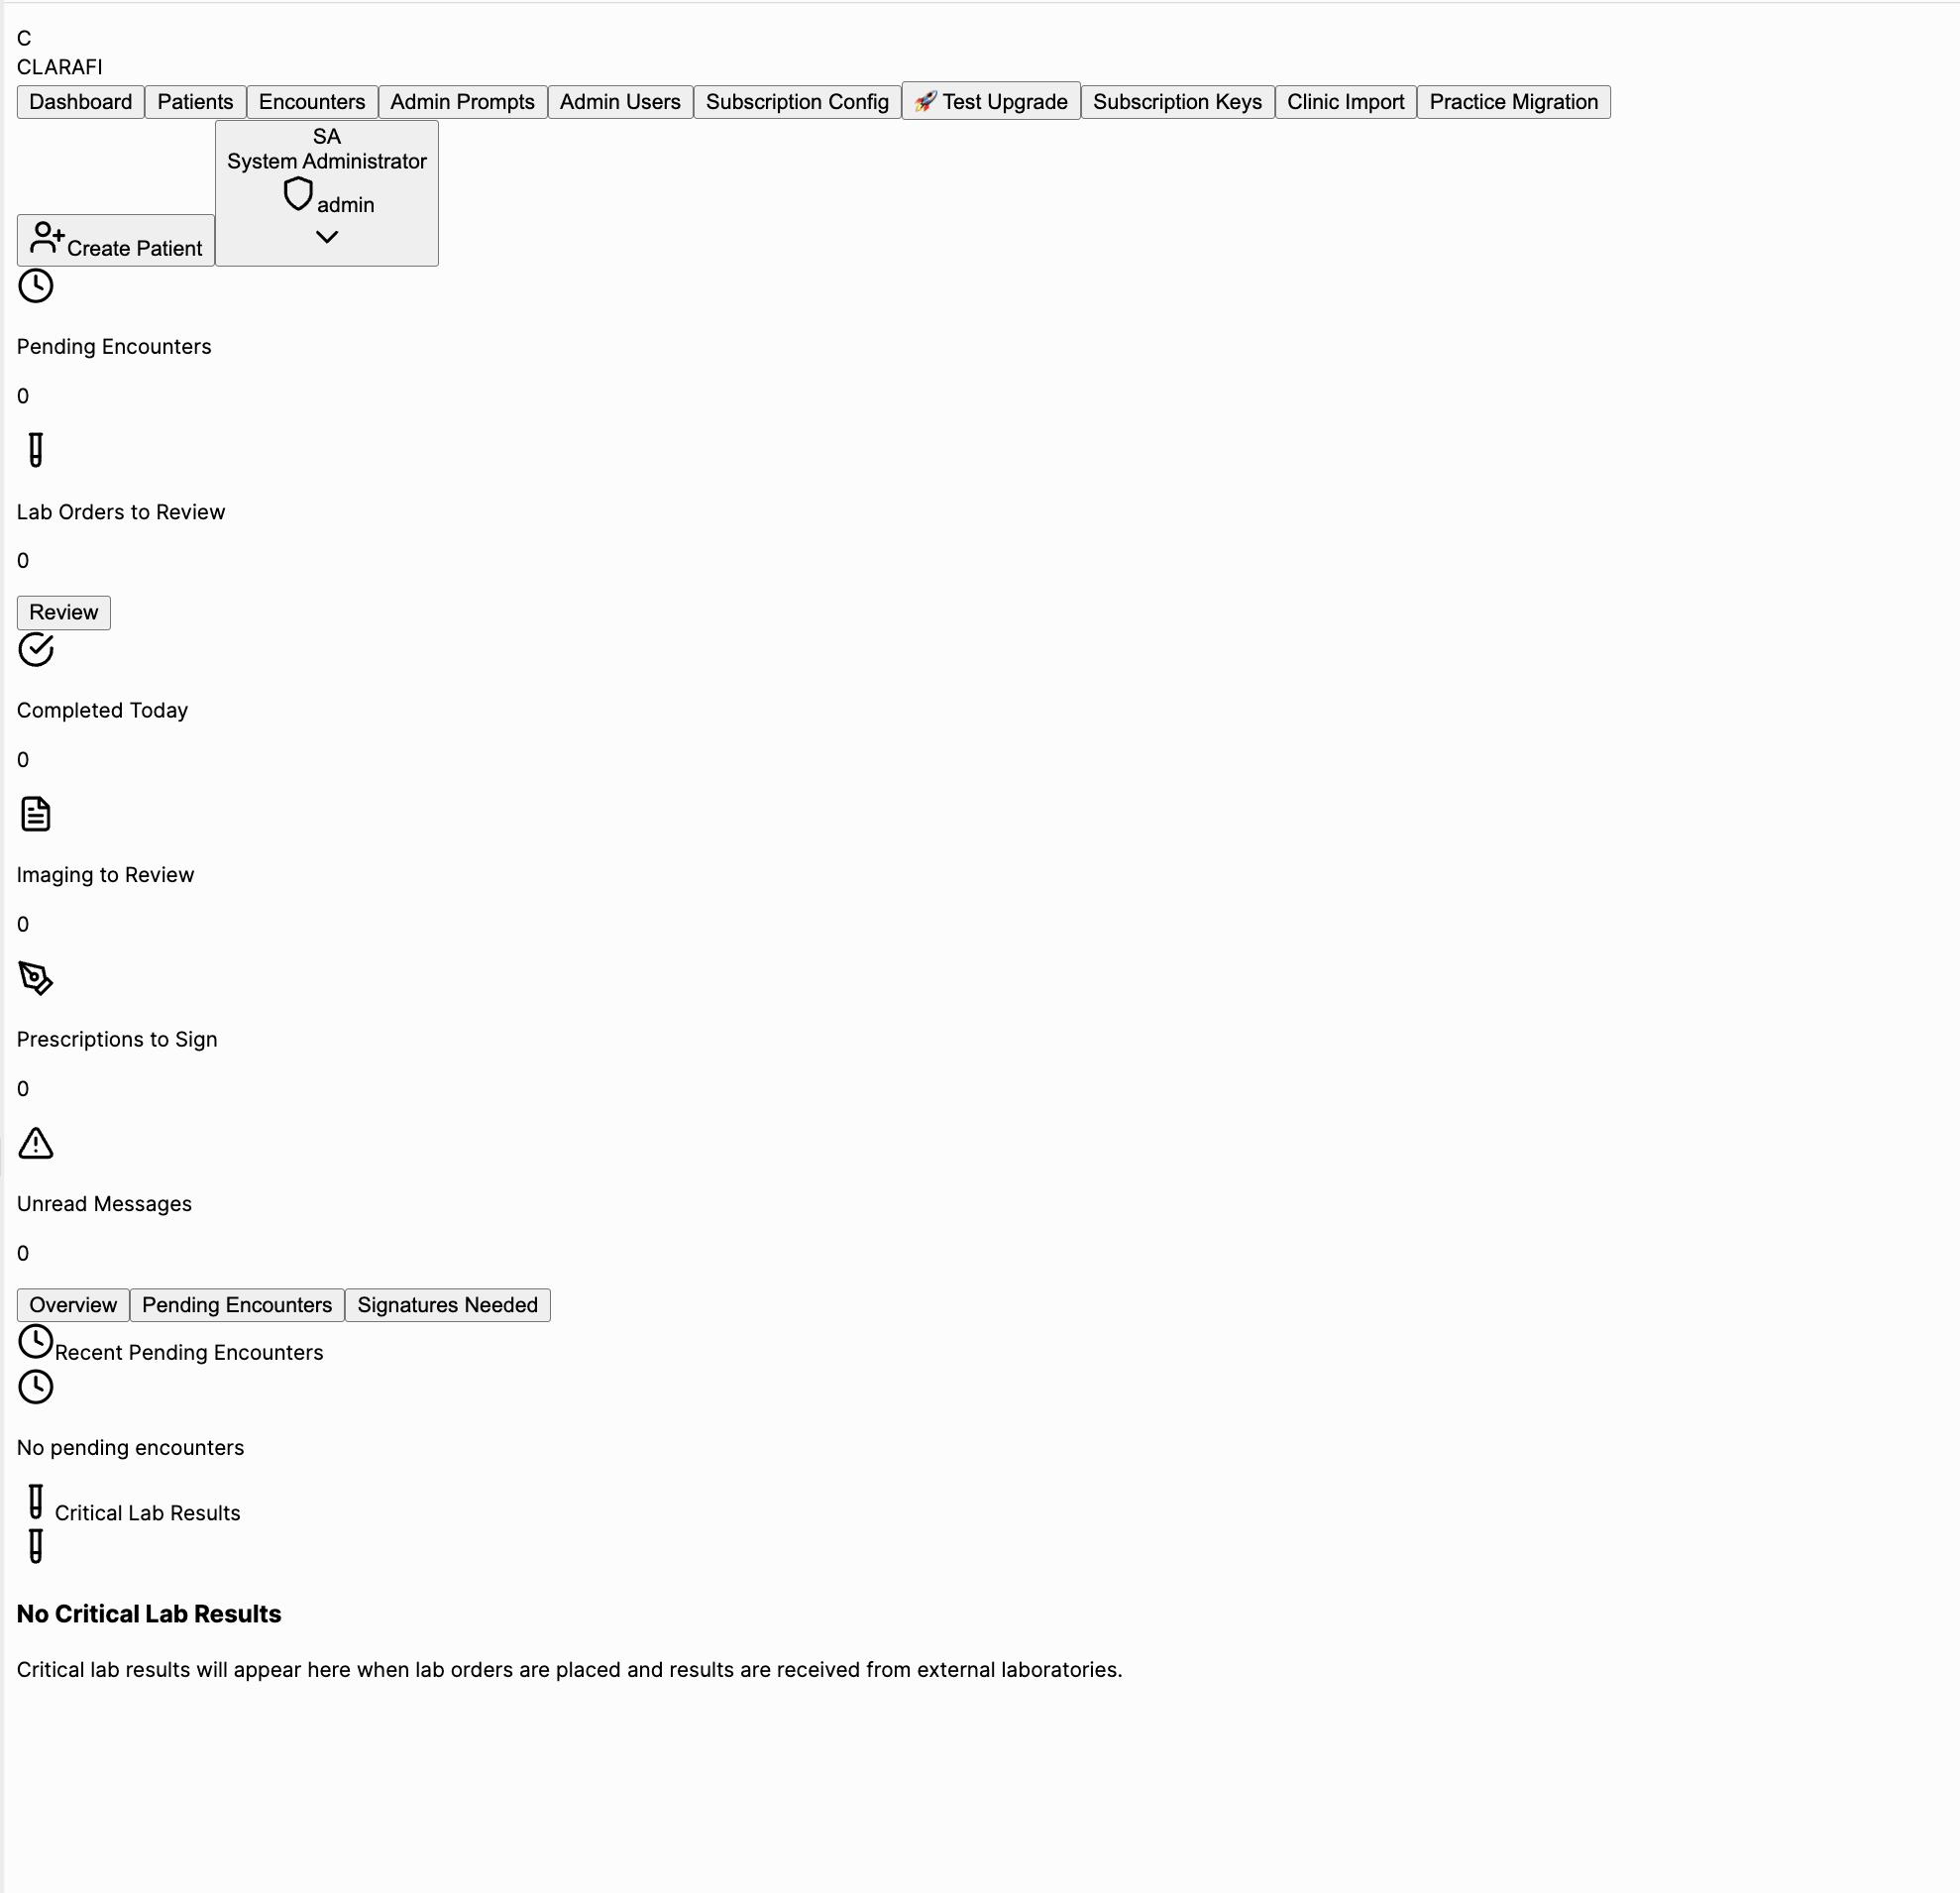 C
CLARAFI
Dashboard Patients Encounters Admin Prompts Admin Users Subscription Config 🚀 Test Upgrade Subscription Keys Clinic Import Practice Migration
SA
System Administrator
admin
Create Patient
Pending Encounters
0
Lab Orders to Review
0
Review
Completed Today
0
Imaging to Review
0
Prescriptions to Sign
0
Unread Messages
0
Overview Pending Encounters Signatures Needed
Recent Pending Encounters
No pending encounters
Critical Lab Results
No Critical Lab Results
Critical lab results will appear here when lab orders are placed and results are received from external laboratories.